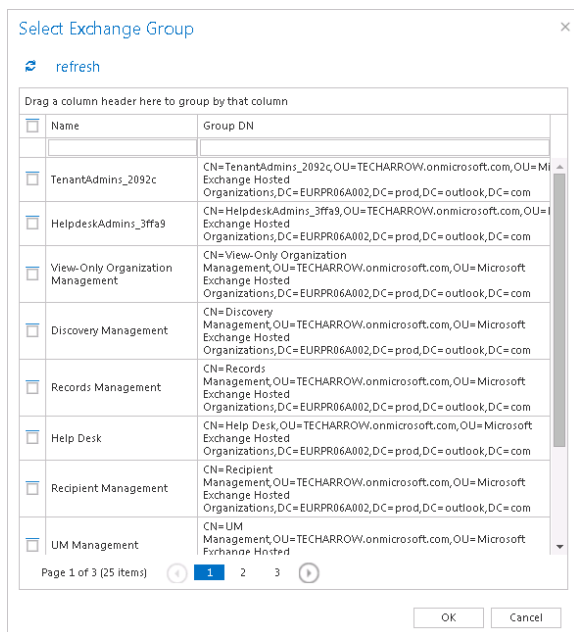 Select Exchange Group
refresh
Drag a column header here to group by that column
Name Group DN
TenantAdmins_2092c
CN=TenantAdmins_2092c,OU=TECHARROW.onmicrosoft.com,OU=Mi
Exchange Hosted
Organizations,DC=EURPR06A002,DC=prod,DC=outlook,DC=com
HelpdeskAdmins_3ffa9
CN=HelpdeskAdmins_3ffa9,OU=TECHARROW.onmicrosoft.com,OU=
Exchange Hosted
Organizations,DC=EURPR06A002,DC=prod,DC=outlook,DC=com
View-Only Organization
Management
CN=View-Only Organization
Management,OU=TECHARROW.onmicrosoft.com,OU=Microsoft
Exchange Hosted
Organizations,DC=EURPR06A002,DC=prod,DC=outlook,DC=com
Discovery Management
CN=Discovery
Management,OU=TECHARROW.onmicrosoft.com,OU=Microsoft
Exchange Hosted
Organizations,DC=EURPR06A002,DC=prod,DC=outlook,DC=com
Records Management
CN=Records
Management,OU=TECHARROW.onmicrosoft.com,OU=Microsoft
Exchange Hosted
Organizations,DC=EURPR06A002,DC=prod,DC=outlook,DC=com
Help Desk
CN=Help Desk,OU=TECHARROW.onmicrosoft.com,OU=Microsoft
Exchange Hosted
Organizations,DC=EURPR06A002,DC=prod,DC=outlook,DC=com
Recipient Management
CN=Recipient
Management,OU=TECHARROW.onmicrosoft.com,OU=Microsoft
Exchange Hosted
Organizations,DC=EURPR06A002,DC=prod,DC=outlook,DC=com
UM Management
CN=UM
Management,OU=TECHARROW.onmicrosoft.com,OU=Microsoft
Exchange Hosted
Page 1 of 3 (25 items) 1 2 3
OK Cancel